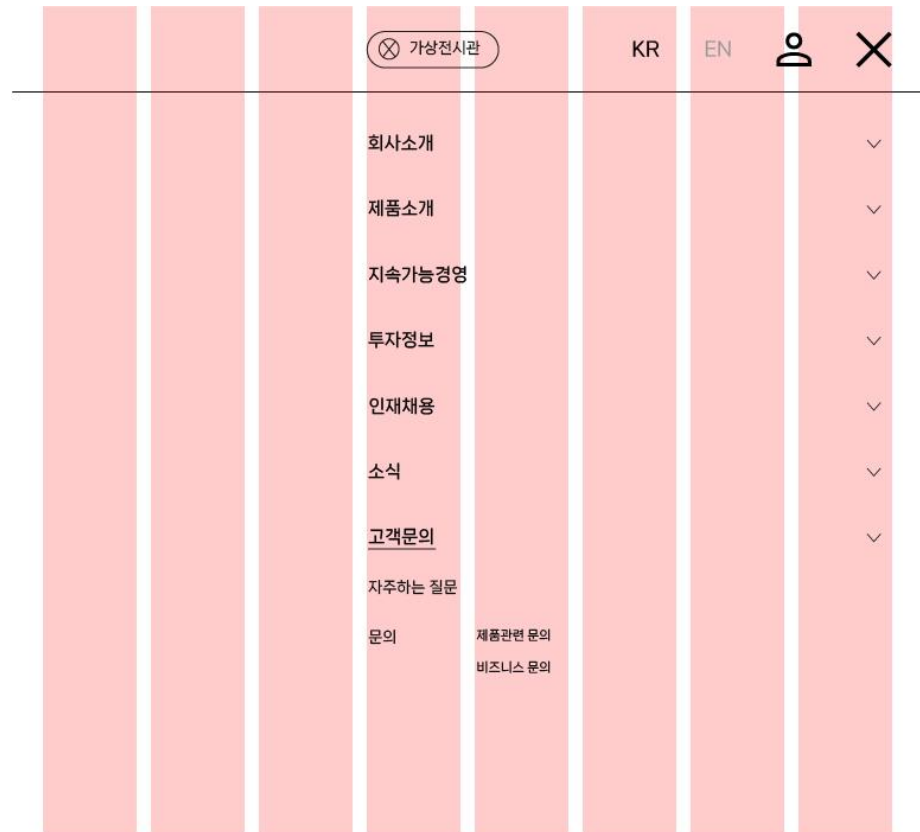 가상전시관 KR EN
회사소개
제품소개
지속가능경영
투자정보
인재채용
소식
고객문의
자주하는 질문
문의 제품관련 문의
비즈니스 문의